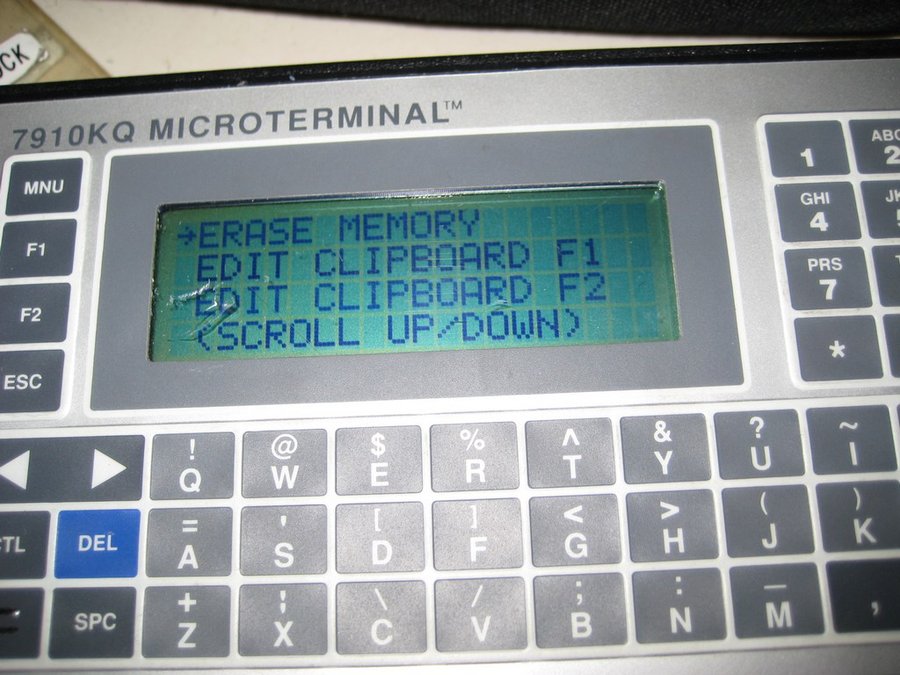 7910KQ MICROTERMINAL™
MNU
F1
F2
ESC
→ERASE MEMORY
EDIT CLIPBOARD F1
EDIT CLIPBOARD F2
(SCROLL UP/DOWN)
1
ABC
2
GHI
4
5
PRS
7
*
! @ $ % ^ & ? ~
Q W E R T Y U I
= ' [ ] < > ( )
DEL A S D F G H J K
+ \ / ; : _
SPC Z X C V B N M ,